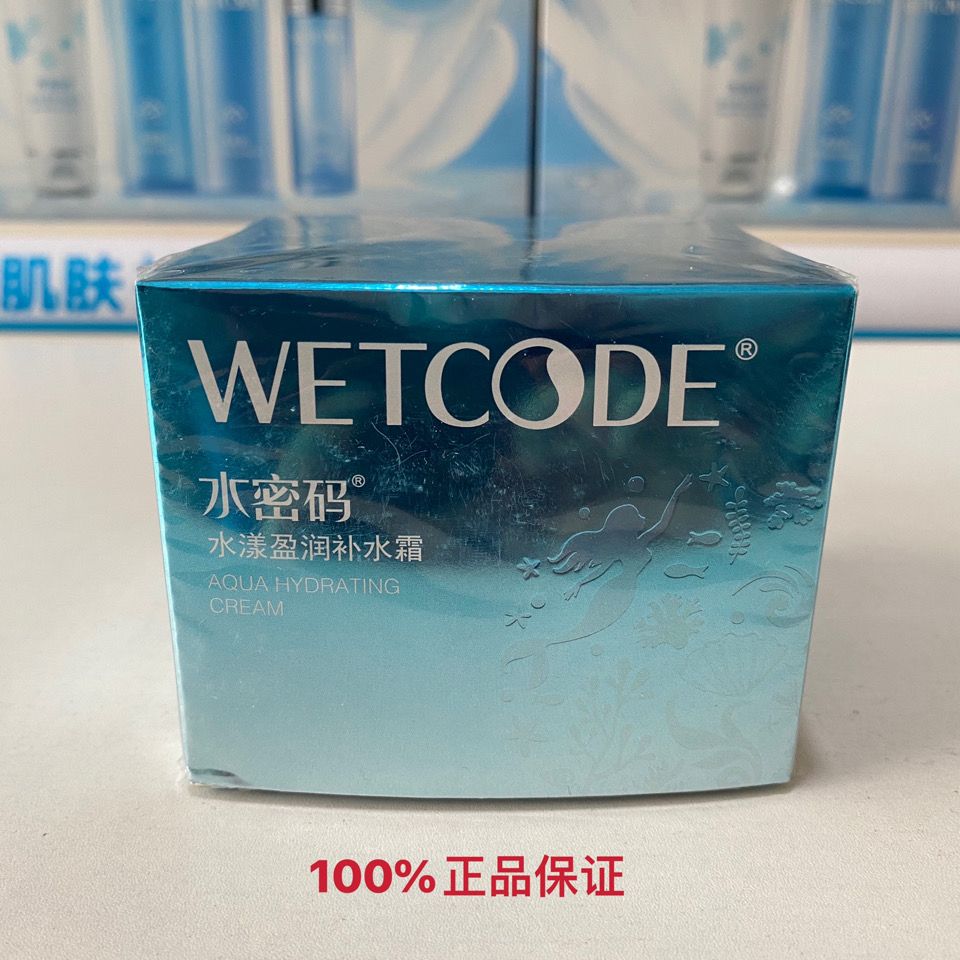 肌肤
WETCODE®
水密码®
水漾盈润补水霜
AQUA HYDRATING
CREAM
100%正品保证